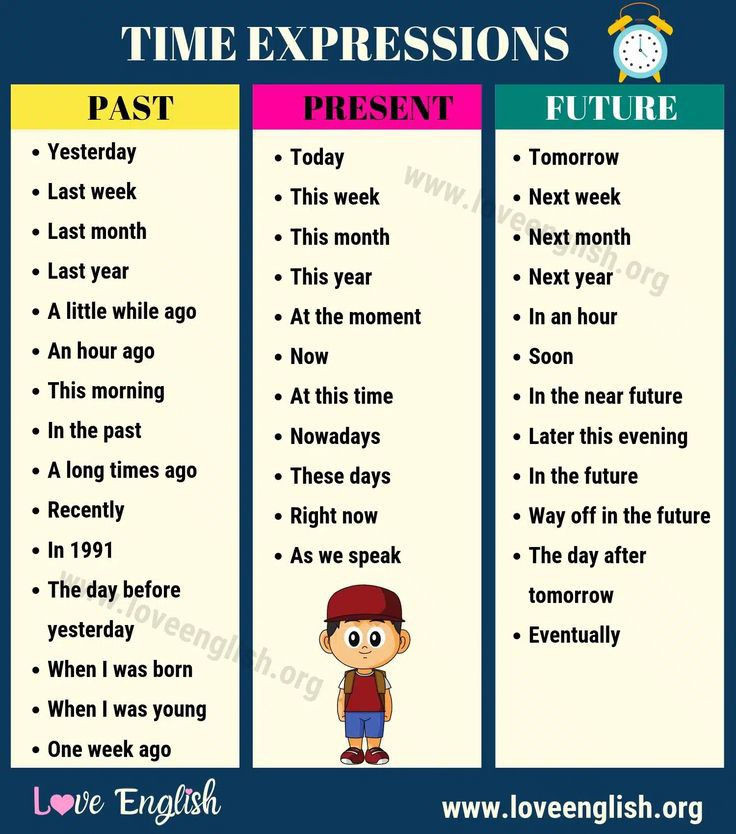 TIME EXPRESSIONS
PAST
Yesterday
Last week
Last month
Last year
A little while ago
An hour ago
This morning
In the past
A long times ago
Recently
In 1991
The day before
yesterday
When I was born
When I was young
One week ago
PRESENT
Today
This week
This month
This year
At the moment
Now
At this time
Nowadays
These days
Right now
As we speak
FUTURE
Tomorrow
Next week
Next month
Next year
In an hour
Soon
In the near future
Later this evening
In the future
Way off in the future
The day after
tomorrow
Eventually
www.loveenglish.org
www.loveenglish.org
Love English
www.loveenglish.org